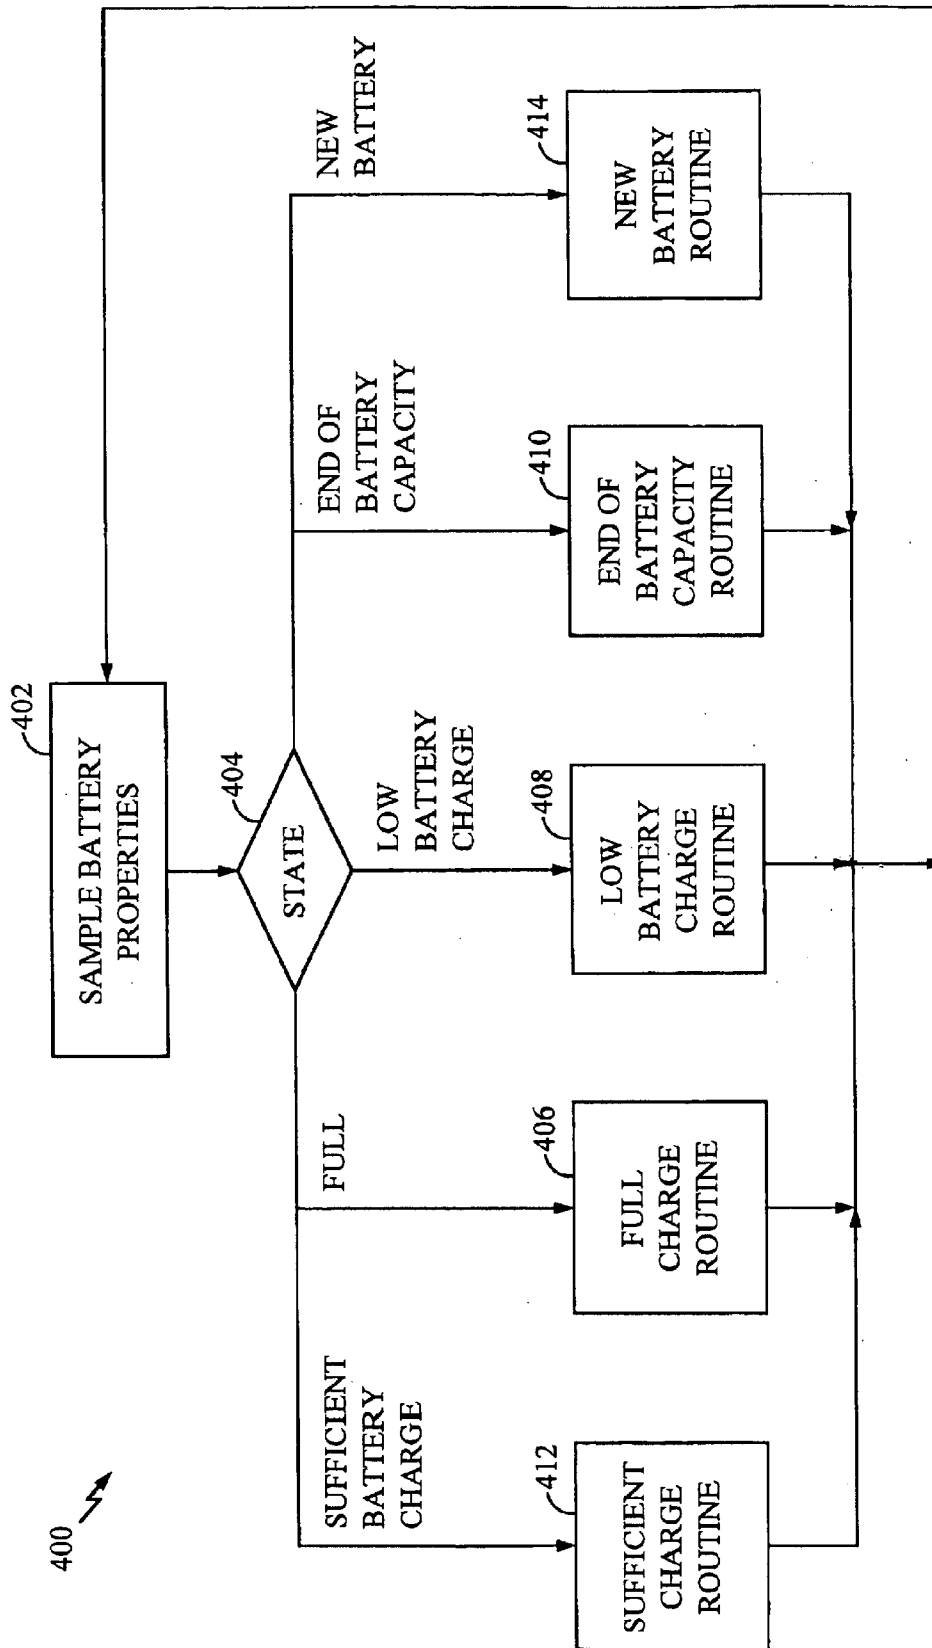 400
402
SAMPLE BATTERY
PROPERTIES
404
STATE
SUFFICIENT
BATTERY
CHARGE
FULL
LOW
BATTERY
CHARGE
END OF
BATTERY
CAPACITY
NEW
BATTERY
412
SUFFICIENT
CHARGE
ROUTINE
406
FULL
CHARGE
ROUTINE
408
LOW
BATTERY
CHARGE
ROUTINE
410
END OF
BATTERY
CAPACITY
ROUTINE
414
NEW
BATTERY
ROUTINE